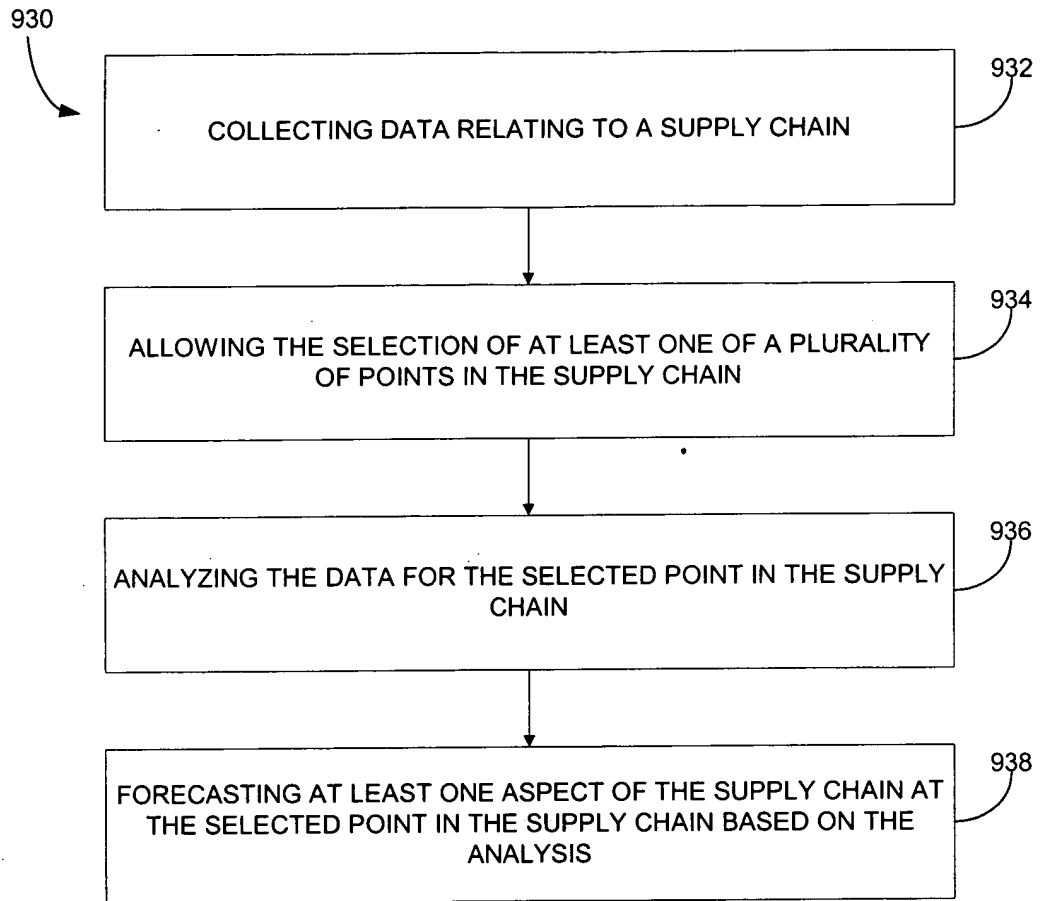 930
932
COLLECTING DATA RELATING TO A SUPPLY CHAIN
934
ALLOWING THE SELECTION OF AT LEAST ONE OF A PLURALITY
OF POINTS IN THE SUPPLY CHAIN
936
ANALYZING THE DATA FOR THE SELECTED POINT IN THE SUPPLY
CHAIN
938
FORECASTING AT LEAST ONE ASPECT OF THE SUPPLY CHAIN AT
THE SELECTED POINT IN THE SUPPLY CHAIN BASED ON THE
ANALYSIS